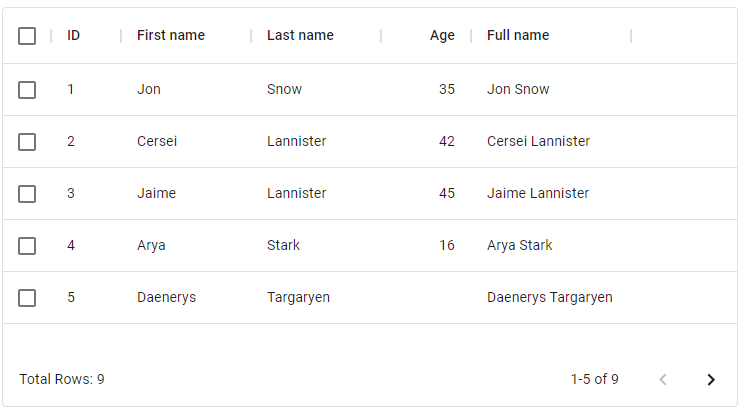 ID First name Last name Age Full name
1 Jon Snow 35 Jon Snow
2 Cersei Lannister 42 Cersei Lannister
3 Jaime Lannister 45 Jaime Lannister
4 Arya Stark 16 Arya Stark
5 Daenerys Targaryen Daenerys Targaryen
Total Rows: 9 1-5 of 9